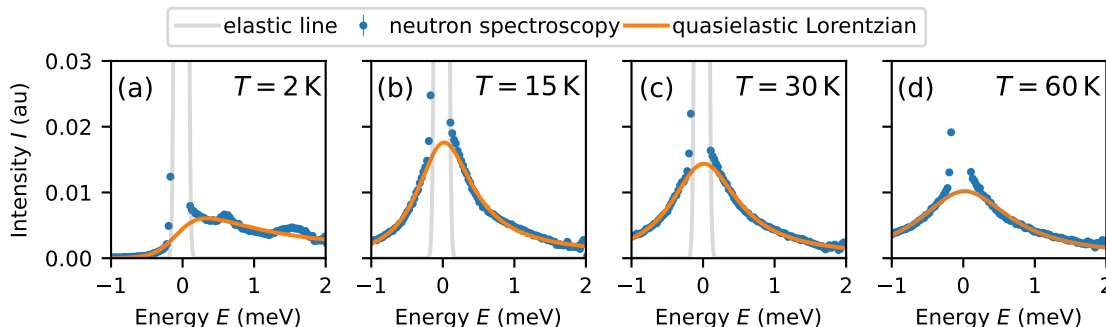 elastic line neutron spectroscopy quasielastic Lorentzian
Intensity I (au)
0.03
0.02
0.01
0.00
(a) T = 2 K
(b) T = 15 K
(c) T = 30 K
(d) T = 60 K
−1 0 1 2
−1 0 1 2
−1 0 1 2
−1 0 1 2
Energy E (meV)
Energy E (meV)
Energy E (meV)
Energy E (meV)